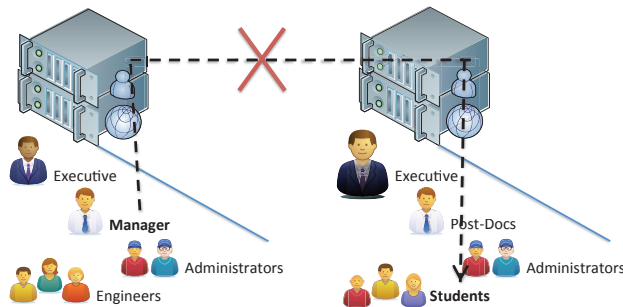 Executive
Manager
Administrators
Engineers
Executive
Post-Docs
Administrators
Students